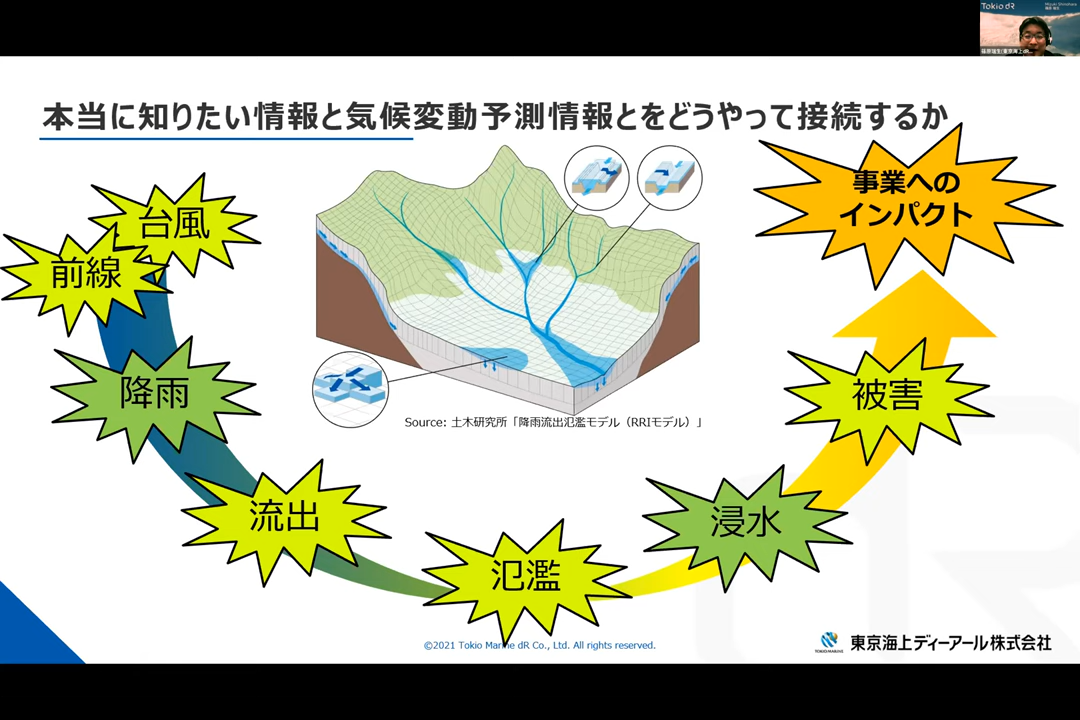 Tokio dR
本当に知りたい情報と気候変動予測情報とをどうやって接続するか
台風
前線
降雨
流出
氾濫
浸水
被害
事業への
インパクト
Source: 土木研究所「降雨流出氾濫モデル（RRIモデル）」
©2021 Tokio Marine dR Co., Ltd. All rights reserved.
TOKIO MARINE
東京海上ディーアール株式会社